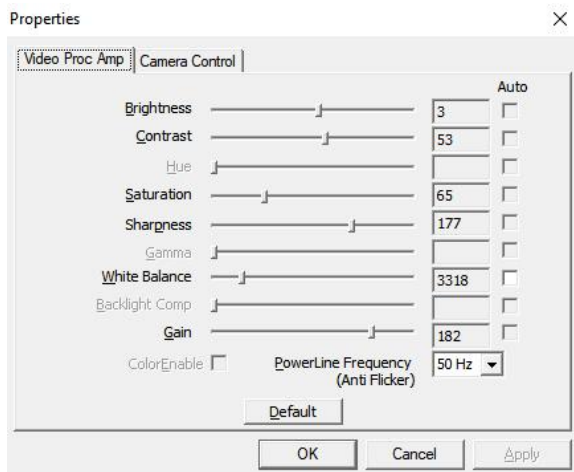 Properties
Video Proc Amp Camera Control
Auto
Brightness 3
Contrast 53
Hue
Saturation 65
Sharpness 177
Gamma
White Balance 3318
Backlight Comp
Gain 182
ColorEnable PowerLine Frequency 50 Hz
(Anti Flicker)
Default
OK Cancel Apply